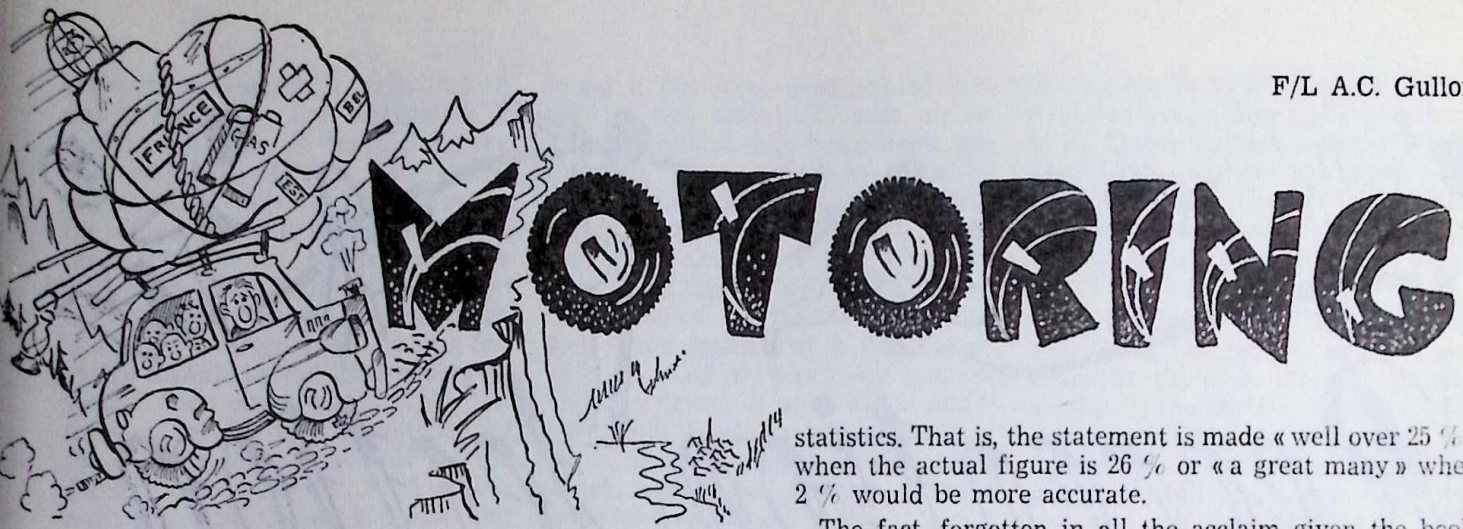 F/L A.C. Gullo
FRANCE
GAS
BEL
EST
MOTORING
statistics. That is, the statement is made « well over 25 %
when the actual figure is 26 % or « a great many » whe
2 % would be more accurate.
The fact, forgotten in all the acclaim given the